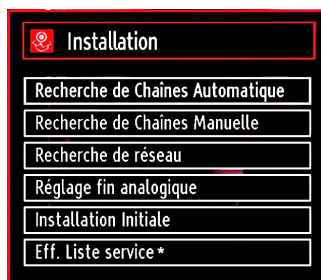 Installation
Recherche de Chaînes Automatique
Recherche de Chaînes Manuelle
Recherche de réseau
Réglage fin analogique
Installation Initiale
Eff. Liste service*